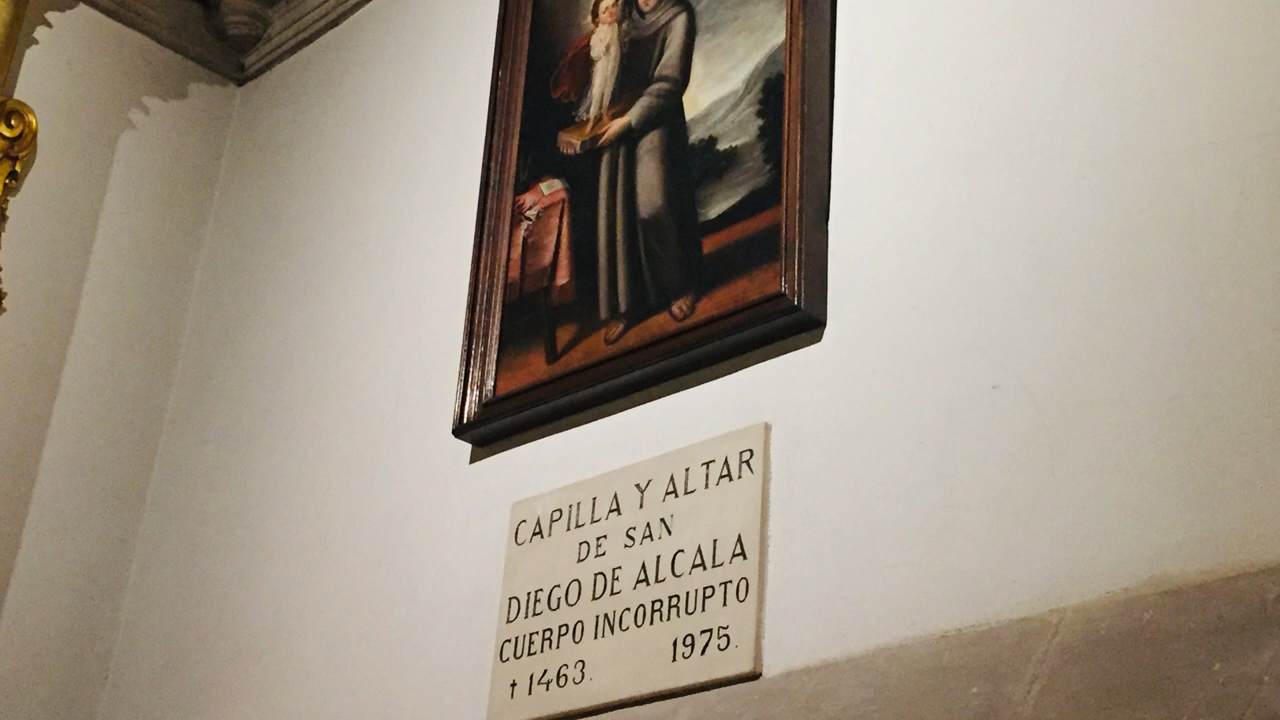 CAPILLA Y ALTAR
DE SAN
DIEGO DE ALCALA
CUERPO INCORRUPTO
†1463. 1975.